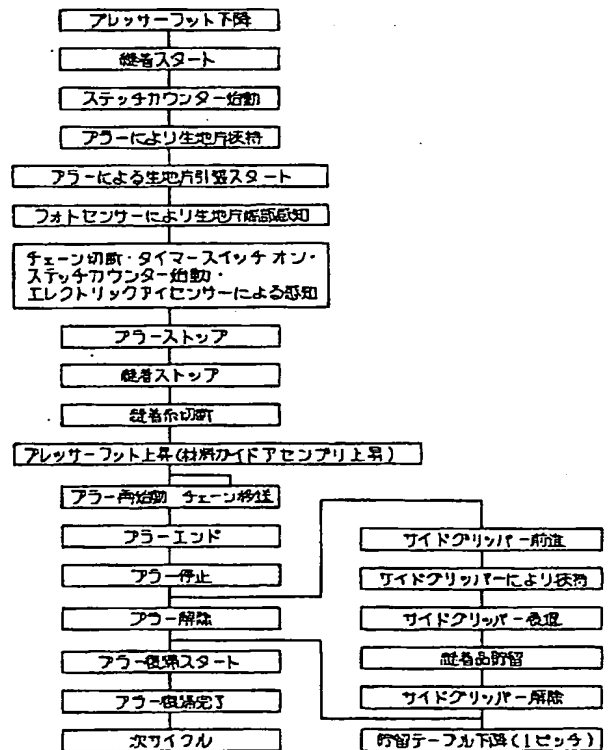 プレッサーフット下降
縫着スタート
ステッチカウンター始動
プラーにより生地片挟持
プラーによる生地片引張スタート
フォトセンサーにより生地片端部感知
チェーン切断・タイマースイッチ オン・
ステッチカウンター始動・
エレクトリックアイセンサーによる感知
プラーストップ
縫着ストップ
縫着糸切断
プレッサーフット上昇(材料ガイドアセンブリ上昇)
プラー再始動 チェーン移送
プラーエンド
プラー停止
プラー解除
プラー復帰スタート
プラー復帰完了
次サイクル
サイドグリッパー前進
サイドグリッパーにより挟持
サイドグリッパー後退
縫着品貯留
サイドグリッパー解除
貯留テーブル下降(1ピッチ)